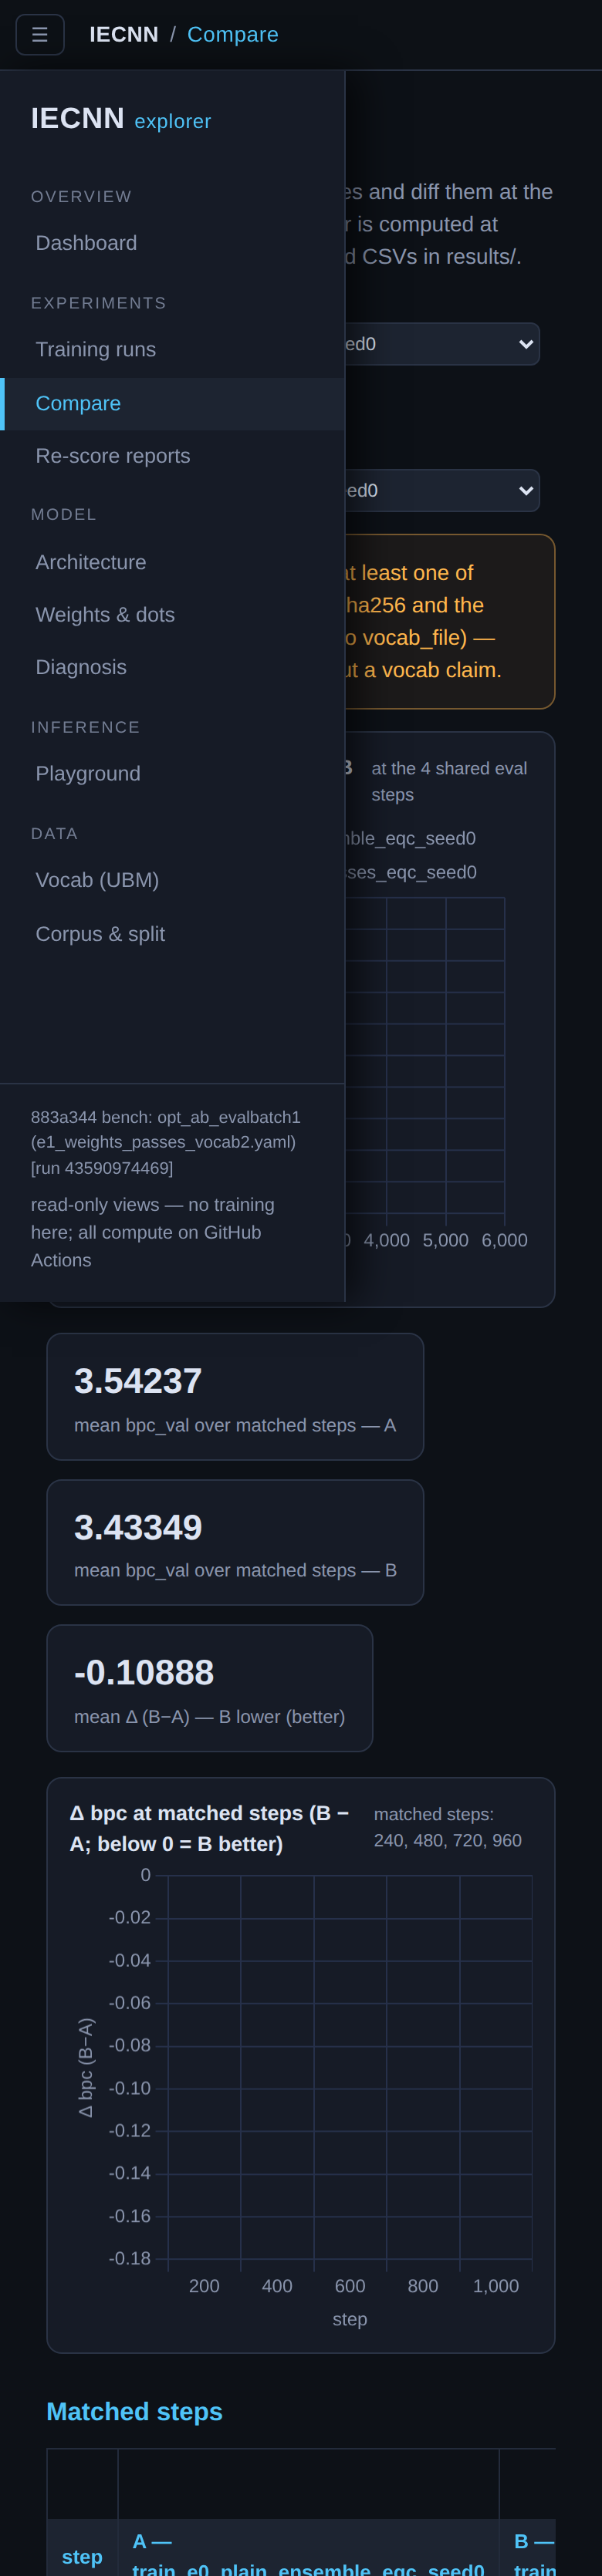 ☰ IECNN / Compare
IECNN explorer
OVERVIEW
Dashboard
EXPERIMENTS
Training runs
Compare
Re-score reports
MODEL
Architecture
Weights & dots
Diagnosis
INFERENCE
Playground
DATA
Vocab (UBM)
Corpus & split
883a344 bench: opt_ab_evalbatch1
(e1_weights_passes_vocab2.yaml)
[run 43590974469]
read-only views — no training
here; all compute on GitHub
Actions
and diff them at the
is computed at
CSVs in results/.
at least one of
and the
vocab_file) —
a vocab claim.
at the 4 shared eval
steps
4,000 5,000 6,000
3.54237
mean bpc_val over matched steps — A
3.43349
mean bpc_val over matched steps — B
-0.10888
mean Δ (B−A) — B lower (better)
Δ bpc at matched steps (B −
A; below 0 = B better)
matched steps:
240, 480, 720, 960
0
-0.02
-0.04
-0.06
-0.08
-0.10
-0.12
-0.14
-0.16
-0.18
Δ bpc (B−A)
200 400 600 800 1,000
step
Matched steps
step
A —
train_e0_plain_ensemble_eqc_seed0
B —